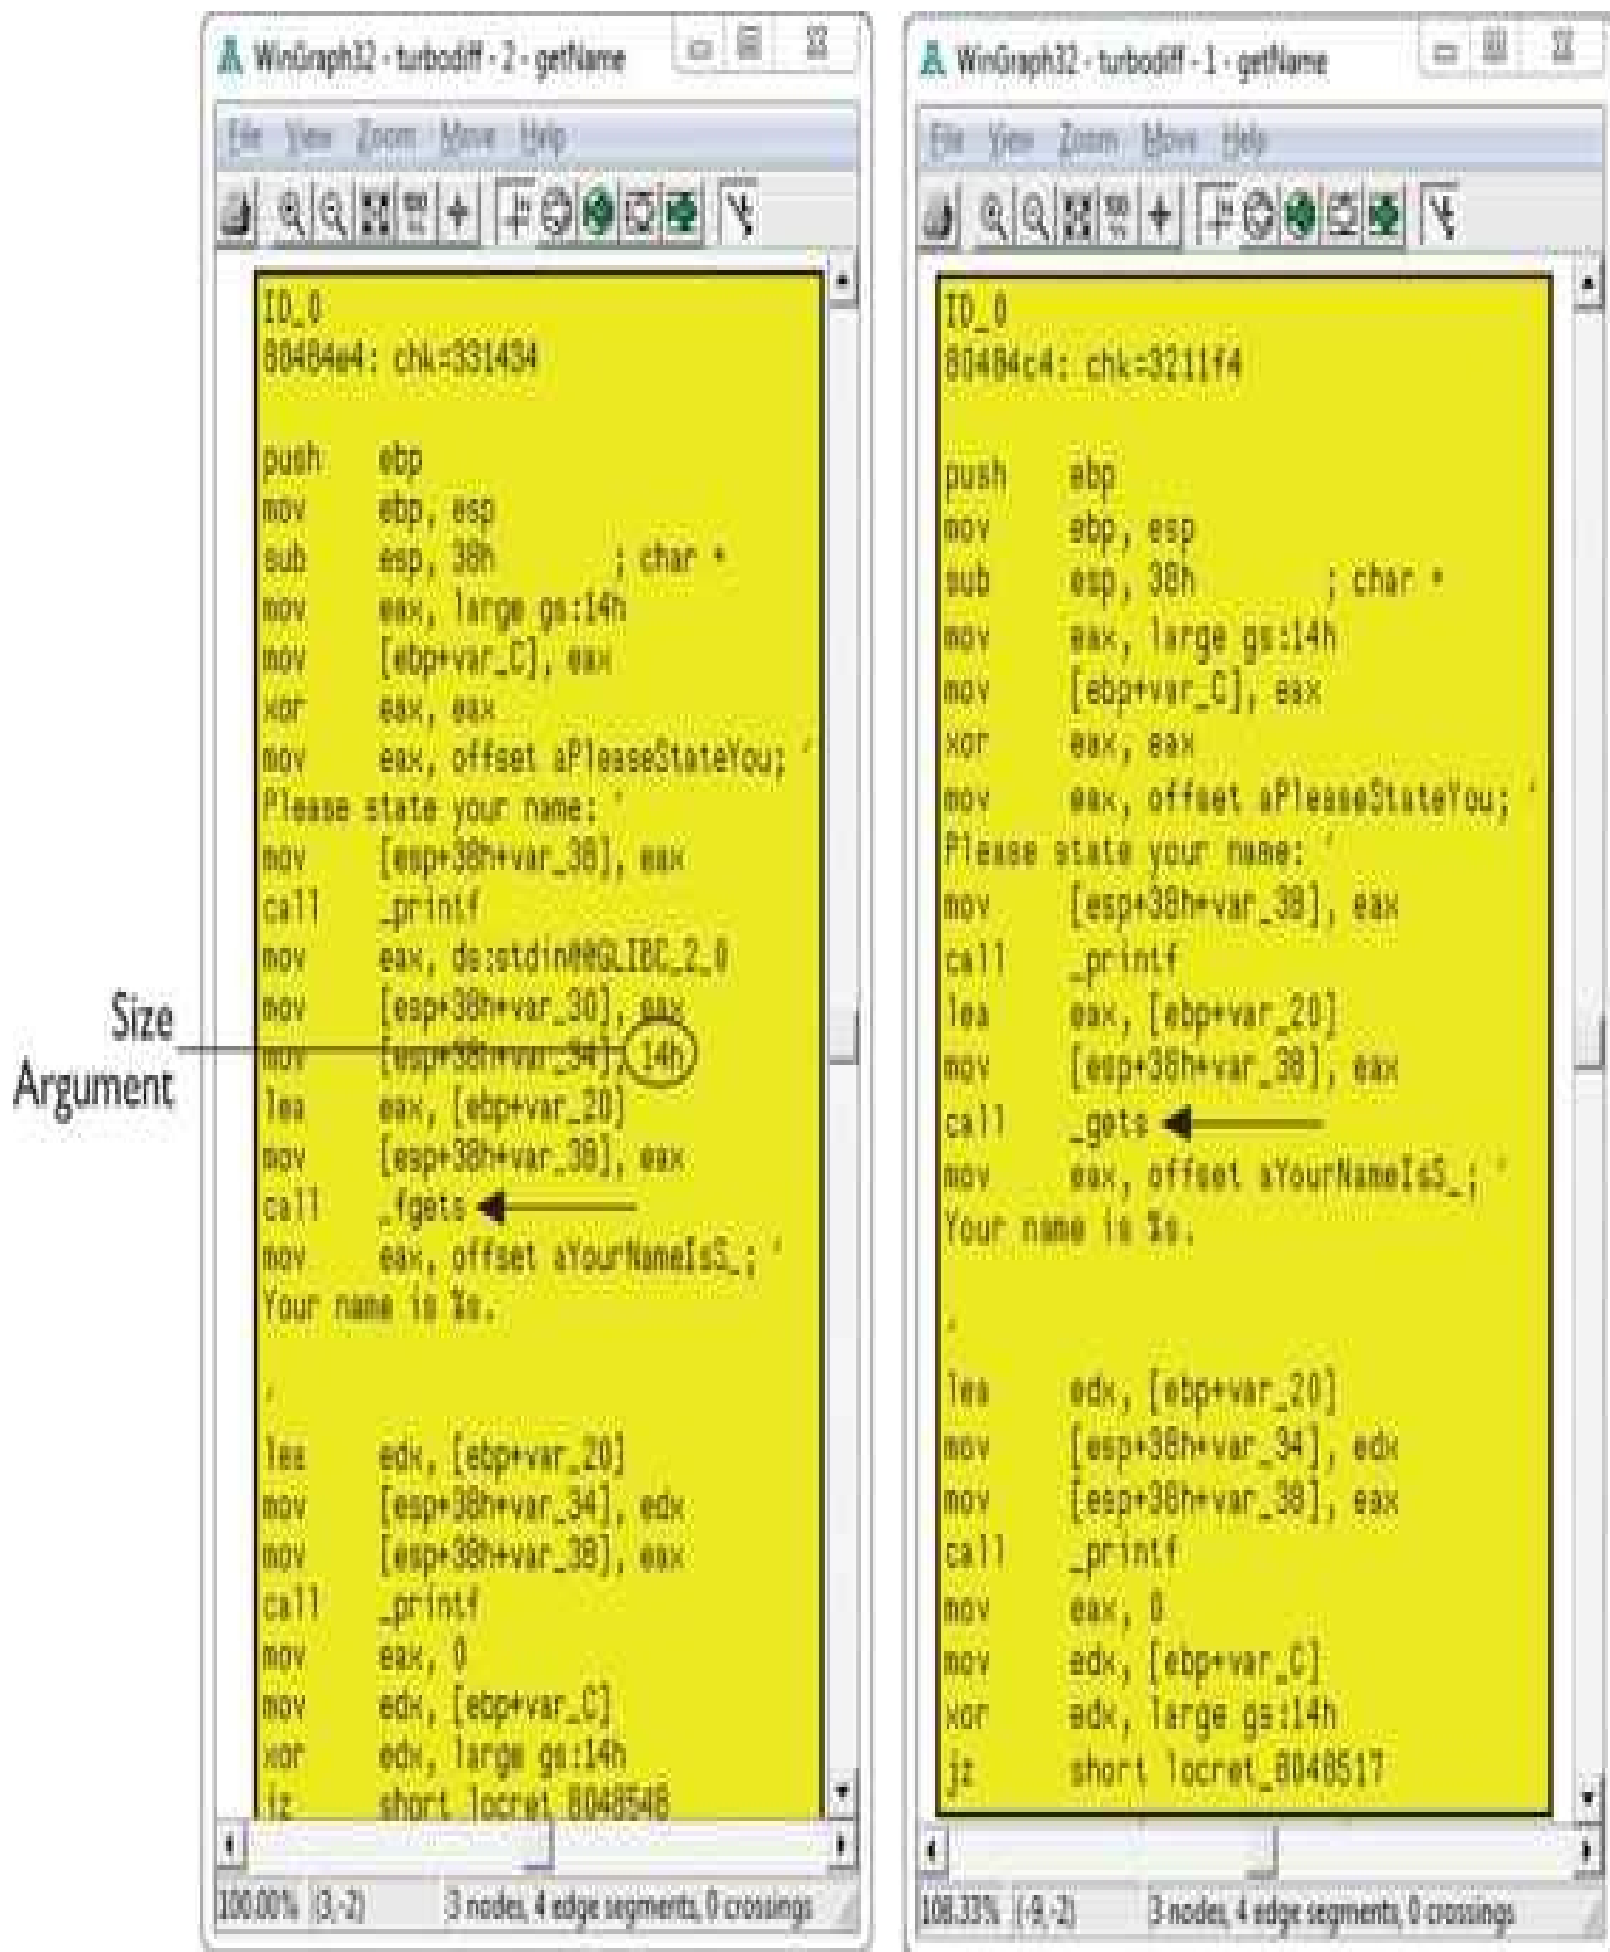 WinGraph32 - turbodiff - 2 - getName
File View Zoom Move Help
ID_0
80484e4: chk=331434
push ebp
mov ebp, esp
sub esp, 38h ; char *
mov eax, large gs:14h
mov [ebp+var_C], eax
xor eax, eax
mov eax, offset aPleaseStateYou; '
Please state your name: '
mov [esp+38h+var_38], eax
call _printf
mov eax, ds:stdin@@GLIBC_2_0
mov [esp+38h+var_30], eax
mov [esp+38h+var_34], 14h
lea eax, [ebp+var_20]
mov [esp+38h+var_38], eax
call _fgets
mov eax, offset aYourNameIsS_; '
Your name is %s.
'
lea edx, [ebp+var_20]
mov [esp+38h+var_34], edx
mov [esp+38h+var_38], eax
call _printf
mov eax, 0
mov edx, [ebp+var_C]
xor edx, large gs:14h
jz short locret_8048548
100.00% (3,-2) 3 nodes, 4 edge segments, 0 crossings
Size
Argument
WinGraph32 - turbodiff - 1 - getName
File View Zoom Move Help
ID_0
80484c4: chk=3211f4
push ebp
mov ebp, esp
sub esp, 38h ; char *
mov eax, large gs:14h
mov [ebp+var_C], eax
xor eax, eax
mov eax, offset aPleaseStateYou; '
Please state your name: '
mov [esp+38h+var_38], eax
call _printf
lea eax, [ebp+var_20]
mov [esp+38h+var_38], eax
call _gets
mov eax, offset aYourNameIsS_; '
Your name is %s.
'
lea edx, [ebp+var_20]
mov [esp+38h+var_34], edx
mov [esp+38h+var_38], eax
call _printf
mov eax, 0
mov edx, [ebp+var_C]
xor edx, large gs:14h
jz short locret_8048517
108.33% (-9,-2) 3 nodes, 4 edge segments, 0 crossings